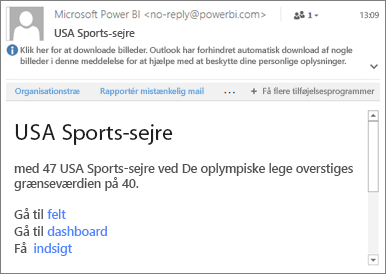 Microsoft Power BI <no-reply@powerbi.com>
1
13:09
USA Sports-sejre
Klik her for at downloade billeder. Outlook har forhindret automatisk download af nogle
billeder i denne meddelelse for at hjælpe med at beskytte dine personlige oplysninger.
Organisationstræ Rapportér mistænkelig mail ... + Få flere tilføjelsesprogrammer
USA Sports-sejre
med 47 USA Sports-sejre ved De oplympiske lege overstiges
grænseværdien på 40.
Gå til felt
Gå til dashboard
Få indsigt